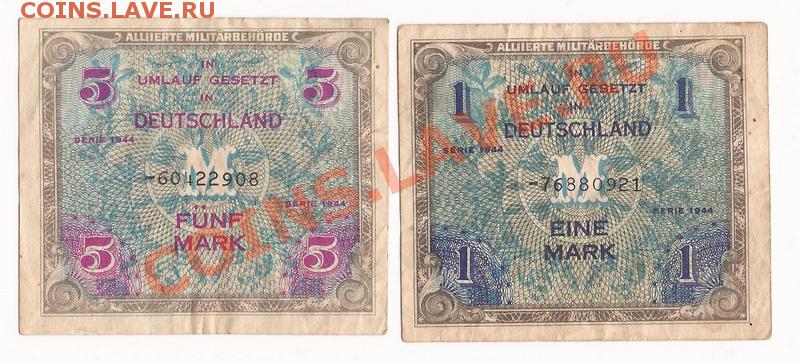 COINS.LAVE.RU
ALLIIERTE MILITÄRBEHÖRDE
5 5
IN
UMLAUF GESETZT
IN
DEUTSCHLAND
SERIE 1944
M
-60422908
SERIE 1944
FÜNF
MARK
5 5
ALLIIERTE MILITÄRBEHÖRDE
1 1
IN
UMLAUF GESETZT
IN
DEUTSCHLAND
SERIE 1944
M
-76880921
SERIE 1944
EINE
MARK
1 1
COINS.LAVE.RU